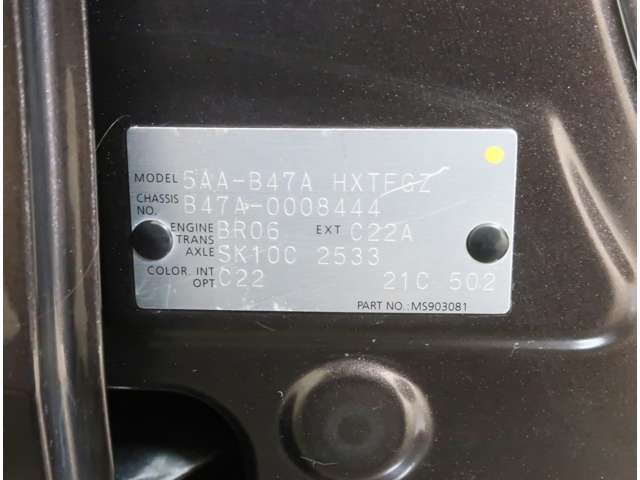 MODEL 5AA-B47A HXTFGZ
CHASSIS NO. B47A-0008444
ENGINE BR06 EXT C22A
TRANS AXLE SK10C 2533
COLOR. INT OPT C22 21C 502
PART NO.: MS903081